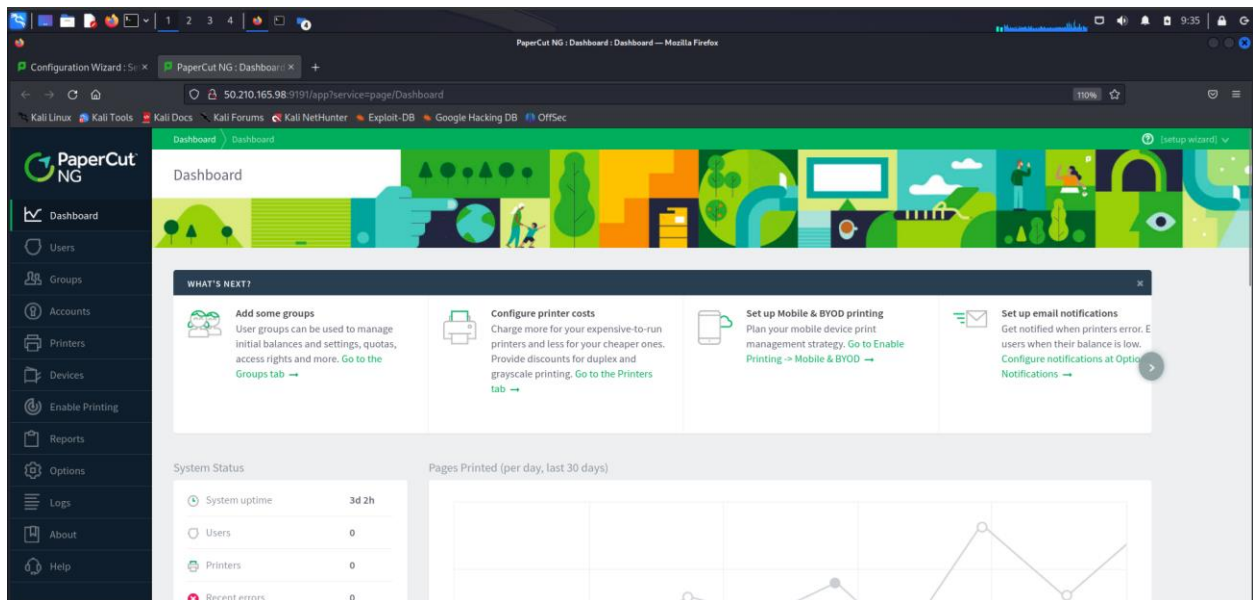 1 2 3 4
9:35
PaperCut NG : Dashboard : Dashboard — Mozilla Firefox
Configuration Wizard : Se
PaperCut NG : Dashboard
50.210.165.98:9191/app?service=page/Dashboard
110%
Kali Linux Kali Tools Kali Docs Kali Forums Kali NetHunter Exploit-DB Google Hacking DB OffSec
PaperCut NG
Dashboard
Users
Groups
Accounts
Printers
Devices
Enable Printing
Reports
Options
Logs
About
Help
Dashboard Dashboard
[setup wizard]
Dashboard
WHAT'S NEXT?
Add some groups
User groups can be used to manage
initial balances and settings, quotas,
access rights and more. Go to the
Groups tab →
Configure printer costs
Charge more for your expensive-to-run
printers and less for your cheaper ones.
Provide discounts for duplex and
grayscale printing. Go to the Printers
tab →
Set up Mobile & BYOD printing
Plan your mobile device print
management strategy. Go to Enable
Printing -> Mobile & BYOD →
Set up email notifications
Get notified when printers error. E
users when their balance is low.
Configure notifications at Optio
Notifications →
System Status
System uptime 3d 2h
Users 0
Printers 0
Recent errors 0
Pages Printed (per day, last 30 days)